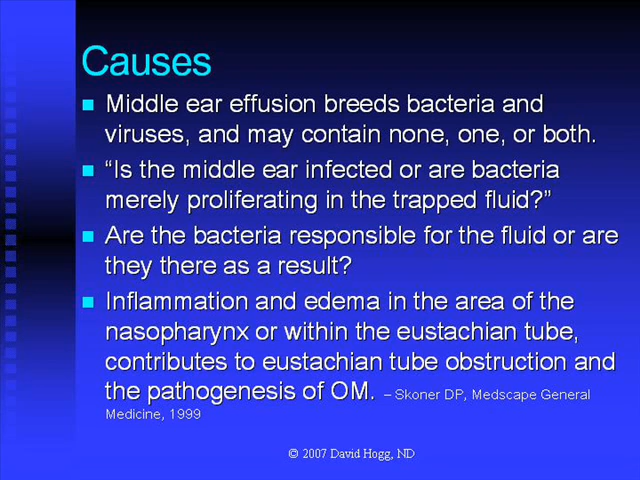 Causes
Middle ear effusion breeds bacteria and
viruses, and may contain none, one, or both.
“Is the middle ear infected or are bacteria
merely proliferating in the trapped fluid?”
Are the bacteria responsible for the fluid or are
they there as a result?
Inflammation and edema in the area of the
nasopharynx or within the eustachian tube,
contributes to eustachian tube obstruction and
the pathogenesis of OM. – Skoner DP, Medscape General
Medicine, 1999
© 2007 David Hogg, ND